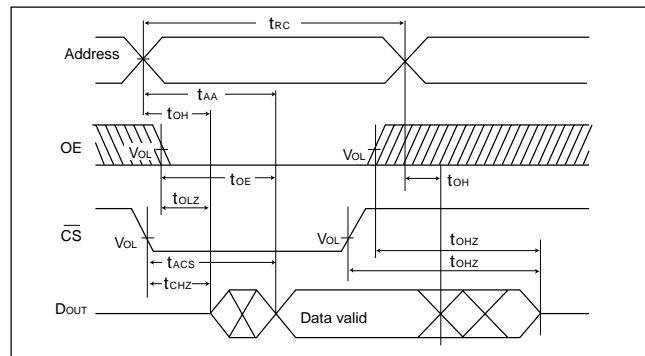 tRC
Address
tAA
tOH
OE
VOL
VOL
tOE
tOH
tOLZ
CS
VOL
VOL
tOHZ
tACS
tOHZ
tCHZ
DOUT
Data valid